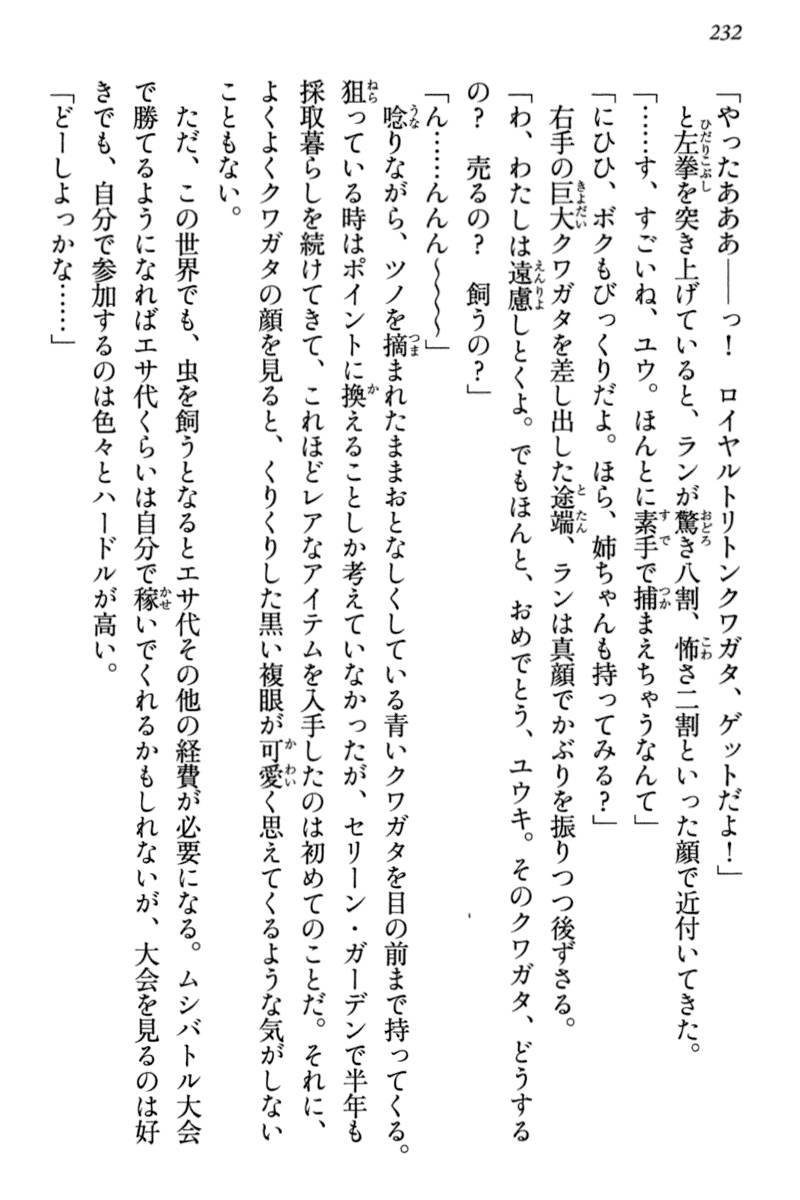 232
「やったあああ――っ！　ロイヤルトリトンクワガタ、ゲットだよ！」
　と左拳を突き上げていると、ランが驚き八割、怖さ二割といった顔で近付いてきた。
「……す、すごいね、ユウ。ほんとに素手で捕まえちゃうなんて」
「にひひ、ボクもびっくりだよ。ほら、姉ちゃんも持ってみる？」
　右手の巨大クワガタを差し出した途端、ランは真顔でかぶりを振りつつ後ずさる。
「わ、わたしは遠慮しとくよ。でもほんと、おめでとう、ユウキ。そのクワガタ、どうする
の？　売るの？　飼うの？」
「ん……んんん～～～～」
　唸りながら、ツノを摘まれたままおとなしくしている青いクワガタを目の前まで持ってくる。
狙っている時はポイントに換えることしか考えていなかったが、セリーン・ガーデンで半年も
採取暮らしを続けてきて、これほどレアなアイテムを入手したのは初めてのことだ。それに、
よくよくクワガタの顔を見ると、くりくりした黒い複眼が可愛く思えてくるような気がしない
こともない。
　ただ、この世界でも、虫を飼うとなるとエサ代その他の経費が必要になる。ムシバトル大会
で勝てるようになればエサ代くらいは自分で稼いでくれるかもしれないが、大会を見るのは好
きでも、自分で参加するのは色々とハードルが高い。
「どーしよっかな……」